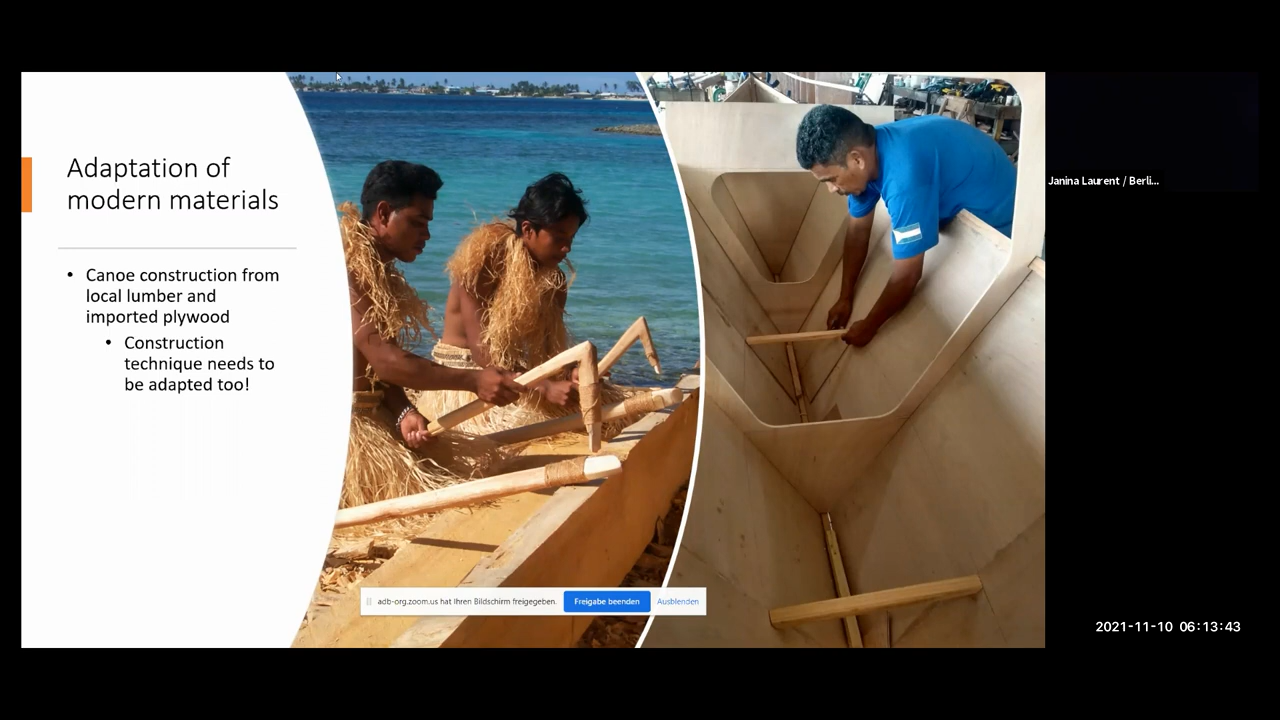 Adaptation of
modern materials
• Canoe construction from
local lumber and
imported plywood
• Construction
technique needs to
be adapted too!
adb-org.zoom.us hat Ihren Bildschirm freigegeben. Freigabe beenden Ausblenden
Janina Laurent / Berli...
2021-11-10 06:13:43